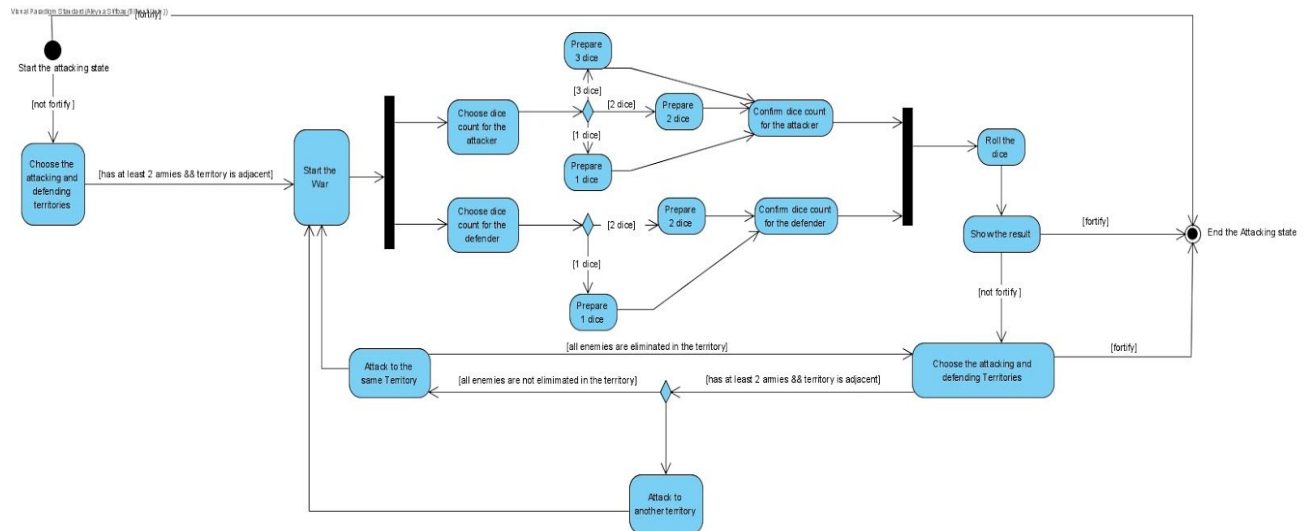 [fortify]
Start the attacking state
[not fortify ]
Choose the
attacking and
defending
territories
[has at least 2 armies && territory is adjacent]
Start the
War
Choose dice
count for the
attacker
Prepare
3 dice
[3 dice]
[2 dice]
Prepare
2 dice
[1 dice]
Prepare
1 dice
Confirm dice count
for the attacker
Choose dice
count for the
defender
[2 dice]
Prepare
2 dice
[1 dice]
Prepare
1 dice
Confirm dice count
for the defender
Roll the
dice
Show the result
[fortify]
End the Attacking state
[not fortify ]
Choose the attacking and
defending Territories
[fortify]
[all enemies are eliminated in the territory]
Attack to the
same Territory
[all enemies are not elimimated in the territory]
[has at least 2 armies && territory is adjacent]
Attack to
another territory